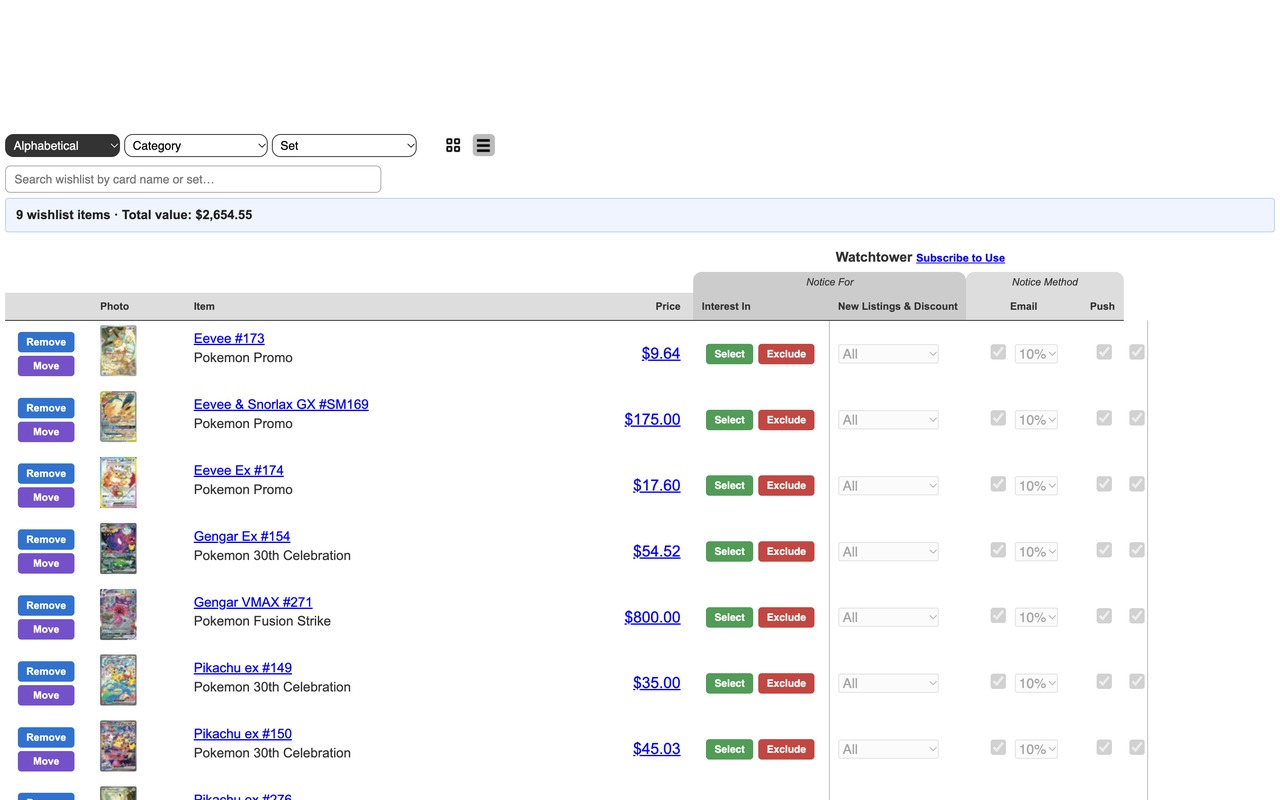 Alphabetical Category Set
Search wishlist by card name or set…
9 wishlist items · Total value: $2,654.55
Watchtower Subscribe to Use
Notice For Notice Method
Photo Item Price Interest In New Listings & Discount Email Push
Remove Eevee #173
Move Pokemon Promo $9.64 Select Exclude All 10%
Remove Eevee & Snorlax GX #SM169
Move Pokemon Promo $175.00 Select Exclude All 10%
Remove Eevee Ex #174
Move Pokemon Promo $17.60 Select Exclude All 10%
Remove Gengar Ex #154
Move Pokemon 30th Celebration $54.52 Select Exclude All 10%
Remove Gengar VMAX #271
Move Pokemon Fusion Strike $800.00 Select Exclude All 10%
Remove Pikachu ex #149
Move Pokemon 30th Celebration $35.00 Select Exclude All 10%
Remove Pikachu ex #150
Move Pokemon 30th Celebration $45.03 Select Exclude All 10%
Pikachu ex #276